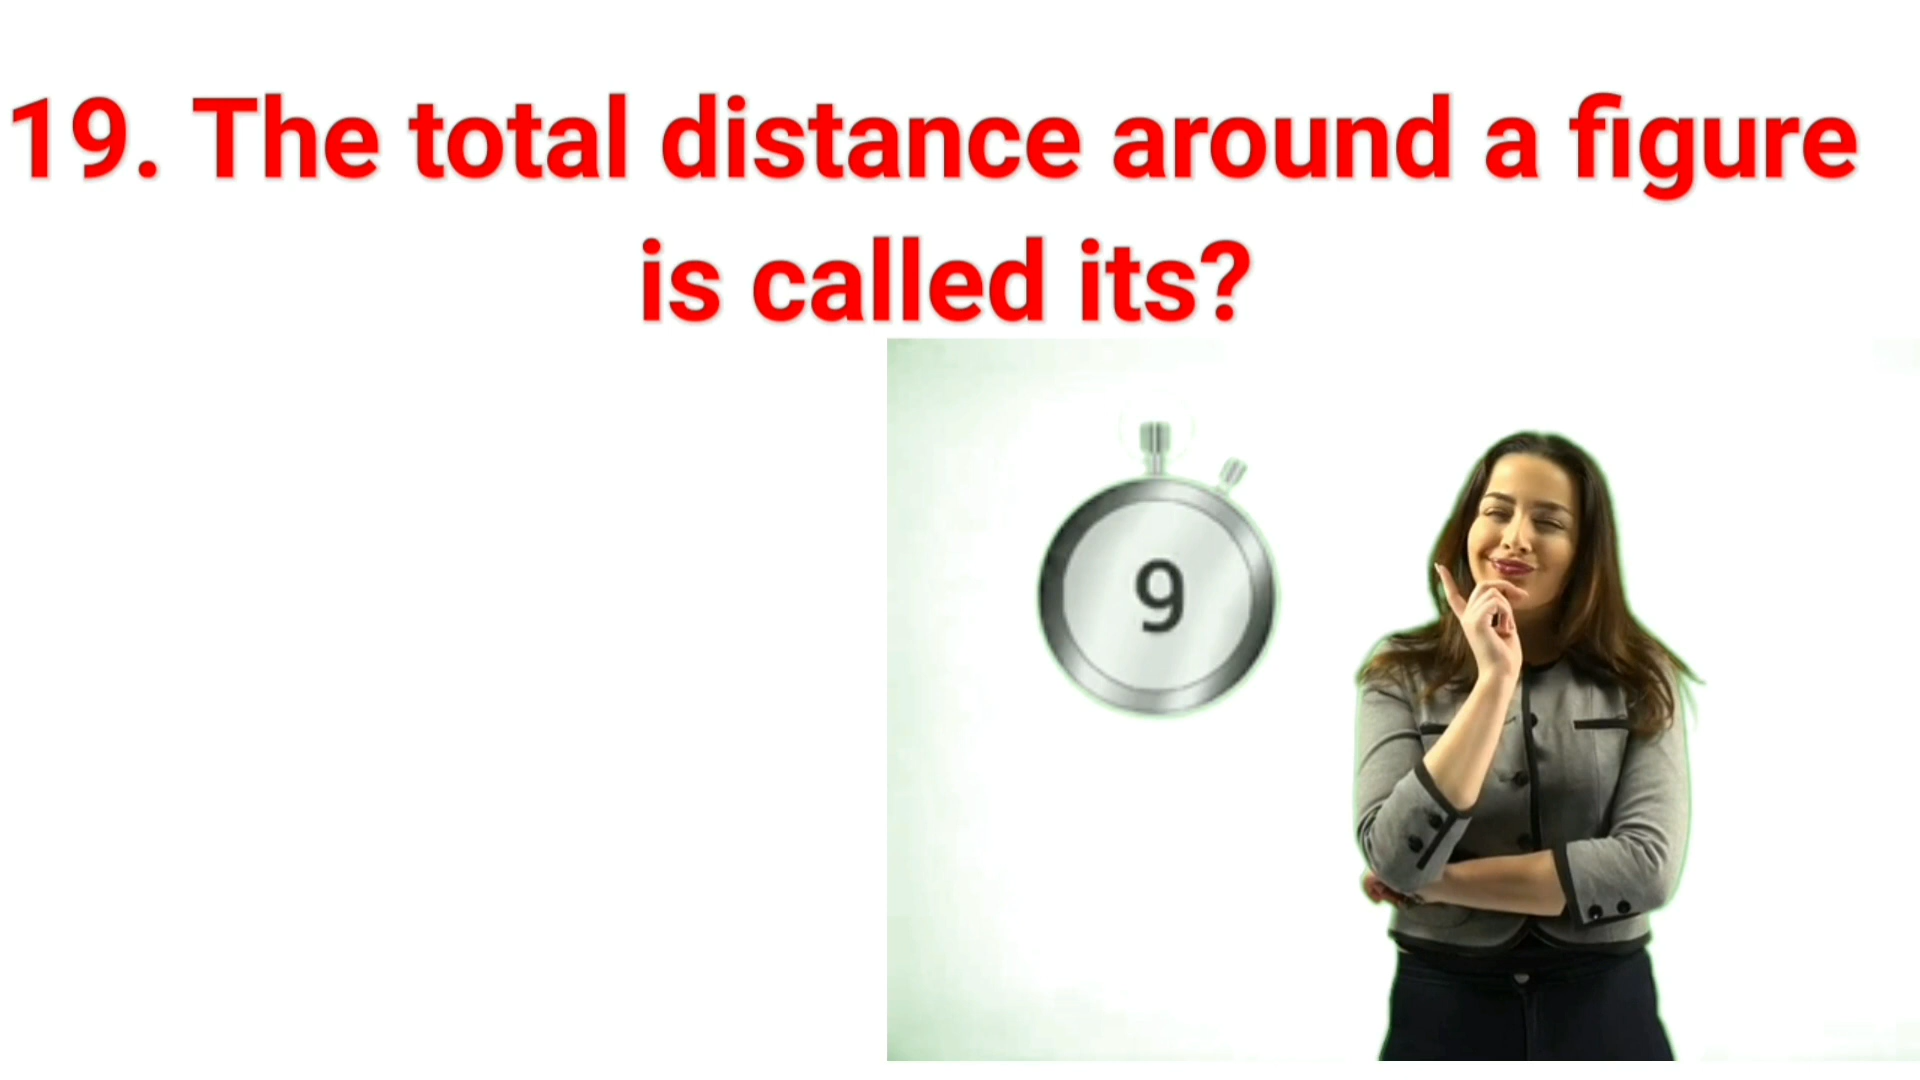 19. The total distance around a figure
is called its?
9